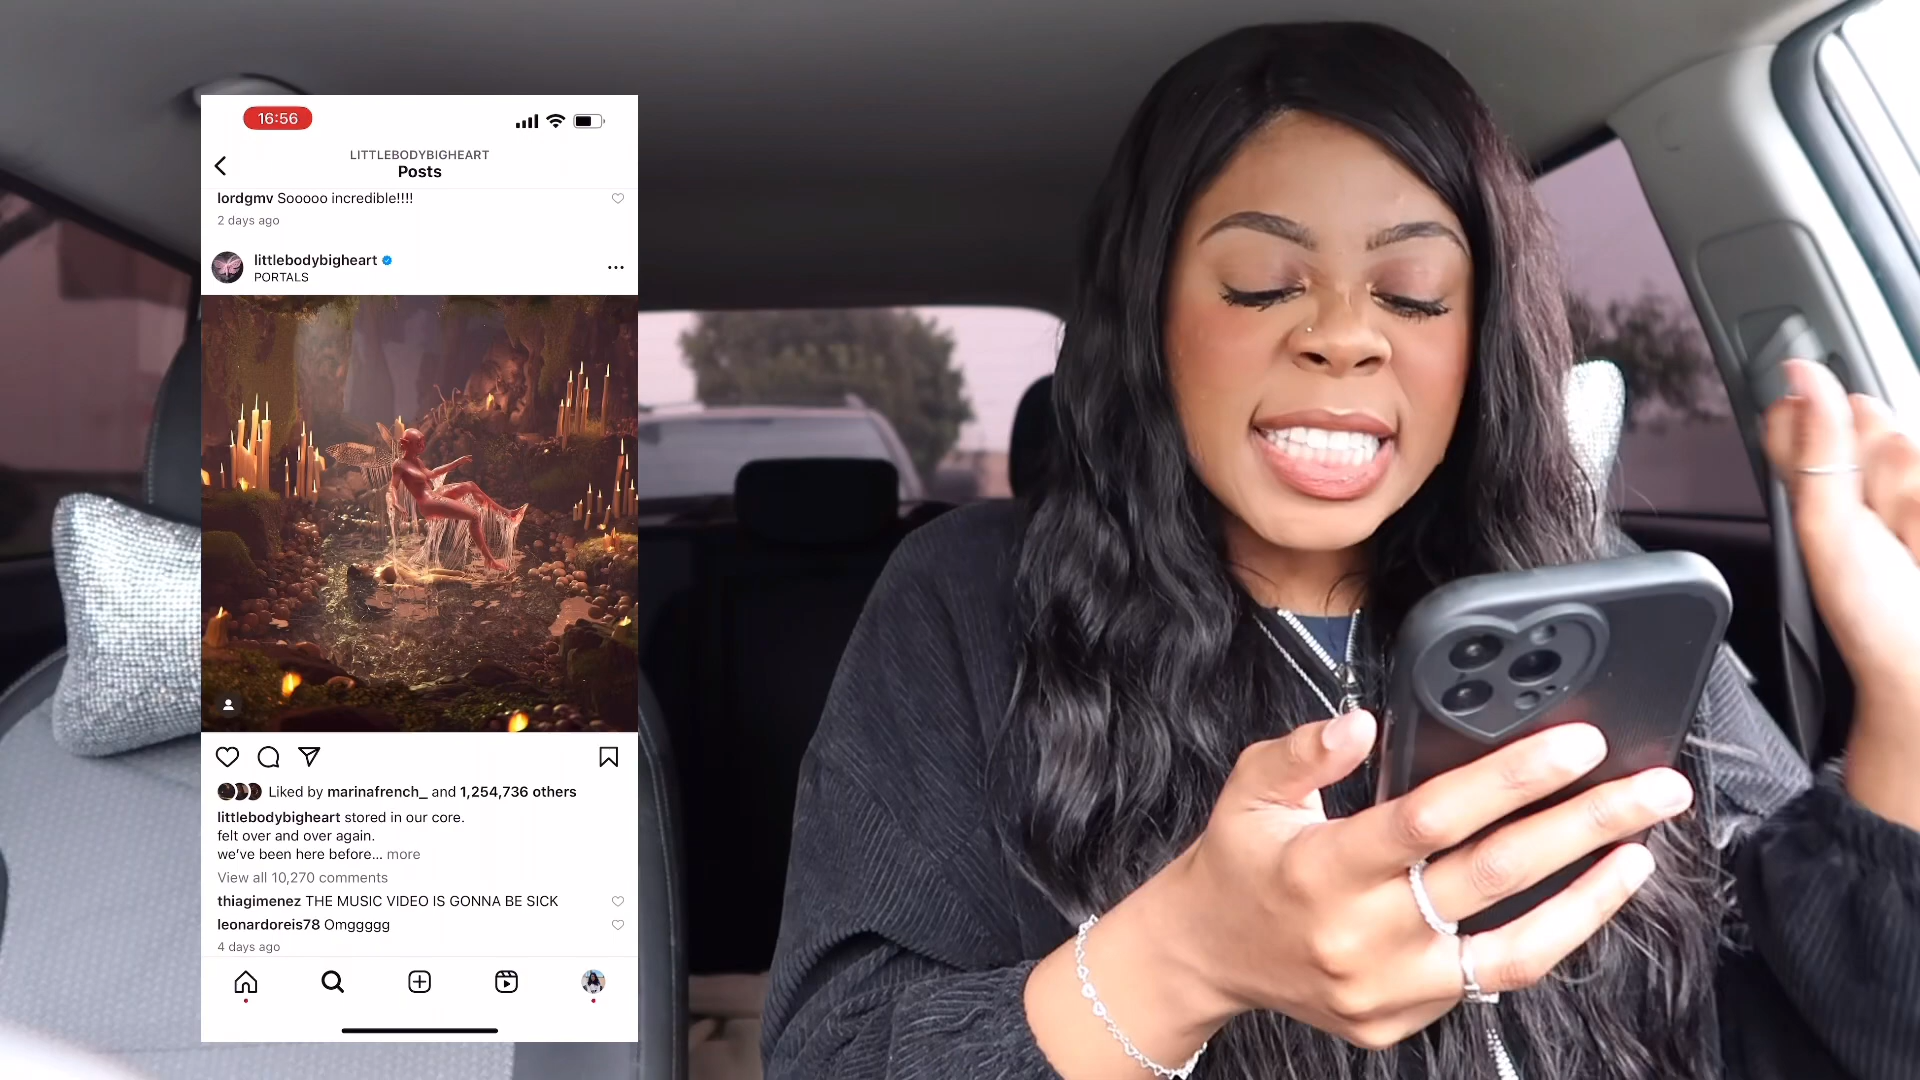 16:56
LITTLEBODYBIGHEART
Posts
lordgmv Sooooo incredible!!!!
2 days ago
littlebodybigheart
PORTALS
Liked by marinafrench_ and 1,254,736 others
littlebodybigheart stored in our core.
felt over and over again.
we've been here before... more
View all 10,270 comments
thiagimenez THE MUSIC VIDEO IS GONNA BE SICK
leonardoreis78 Omggggg
4 days ago